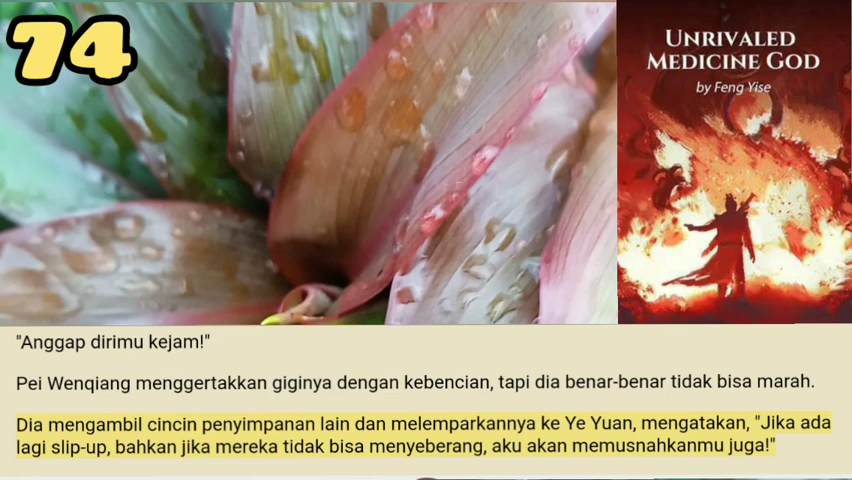 74
UNRIVALED
MEDICINE GOD
by Feng Yise
"Anggap dirimu kejam!"
Pei Wenqiang menggertakkan giginya dengan kebencian, tapi dia benar-benar tidak bisa marah.
Dia mengambil cincin penyimpanan lain dan melemparkannya ke Ye Yuan, mengatakan, "Jika ada
lagi slip-up, bahkan jika mereka tidak bisa menyeberang, aku akan memusnahkanmu juga!"